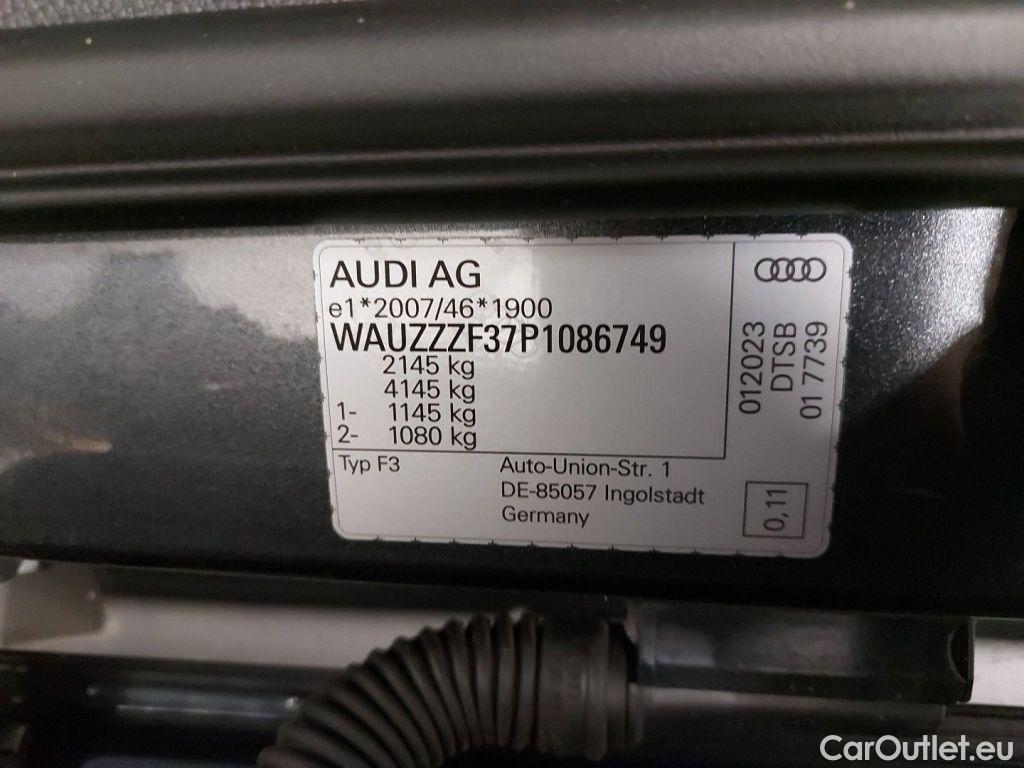 AUDI AG
e1*2007/46*1900
WAUZZZF37P1086749
2145 kg
4145 kg
1- 1145 kg
2- 1080 kg
Typ F3
Auto-Union-Str. 1
DE-85057 Ingolstadt
Germany
012023
DTSB
01 7739
0,11
CarOutlet.eu